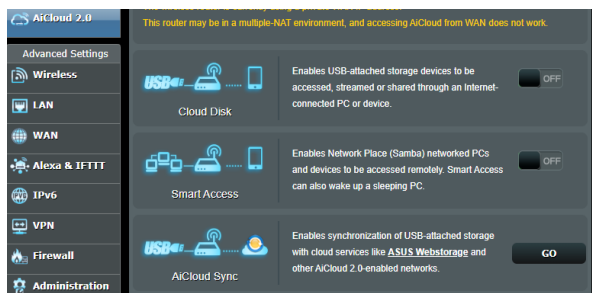 AiCloud 2.0
This router may be in a multiple-NAT environment, and accessing AiCloud from WAN does not work.
Advanced Settings
Wireless
LAN
WAN
Alexa & IFTTT
IPv6
VPN
Firewall
Administration
USB
Cloud Disk
Enables USB-attached storage devices to be
accessed, streamed or shared through an Internet-
connected PC or device.
OFF
Smart Access
Enables Network Place (Samba) networked PCs
and devices to be accessed remotely. Smart Access
can also wake up a sleeping PC.
OFF
USB
AiCloud Sync
Enables synchronization of USB-attached storage
with cloud services like ASUS Webstorage and
other AiCloud 2.0-enabled networks.
GO